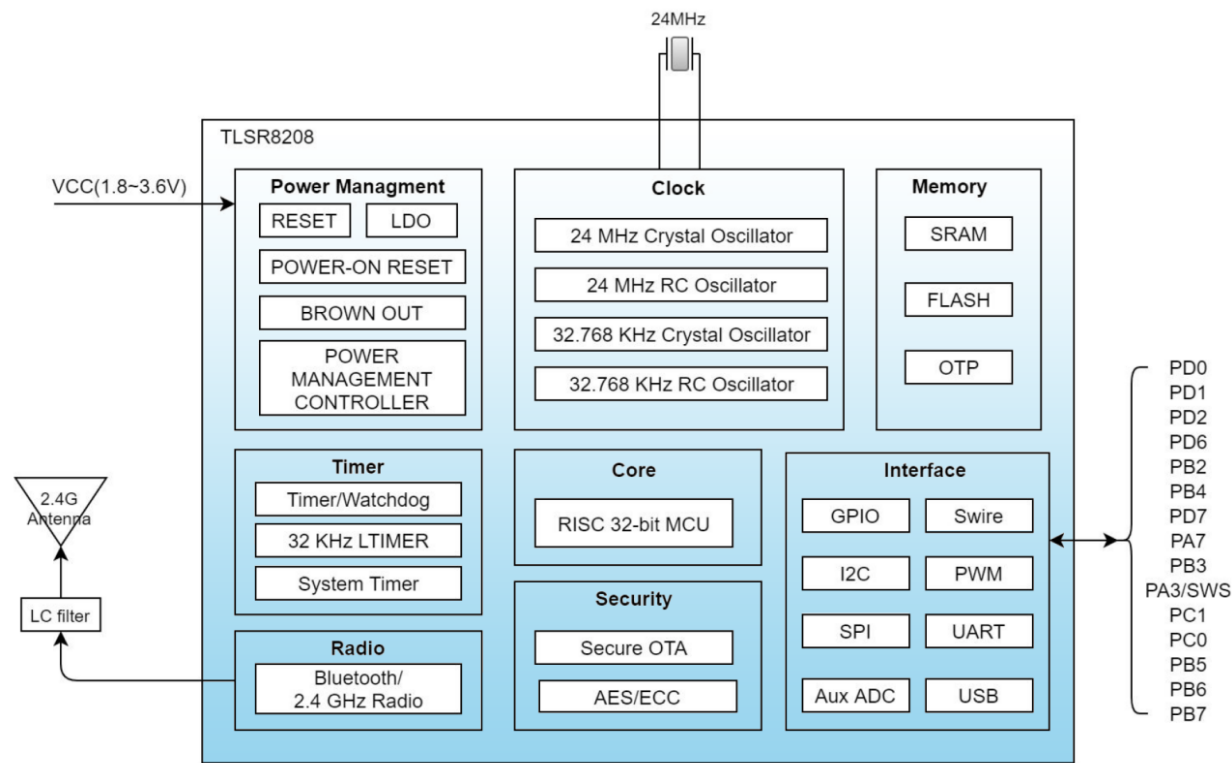 24MHz
TLSR8208
VCC(1.8~3.6V)
Power Managment
RESET
LDO
POWER-ON RESET
BROWN OUT
POWER
MANAGEMENT
CONTROLLER
Clock
24 MHz Crystal Oscillator
24 MHz RC Oscillator
32.768 KHz Crystal Oscillator
32.768 KHz RC Oscillator
Memory
SRAM
FLASH
OTP
Timer
Timer/Watchdog
32 KHz LTIMER
System Timer
Core
RISC 32-bit MCU
Interface
GPIO
Swire
I2C
PWM
SPI
UART
Aux ADC
USB
Security
Secure OTA
AES/ECC
Radio
Bluetooth/
2.4 GHz Radio
2.4G
Antenna
LC filter
PD0
PD1
PD2
PD6
PB2
PB4
PD7
PA7
PB3
PA3/SWS
PC1
PC0
PB5
PB6
PB7